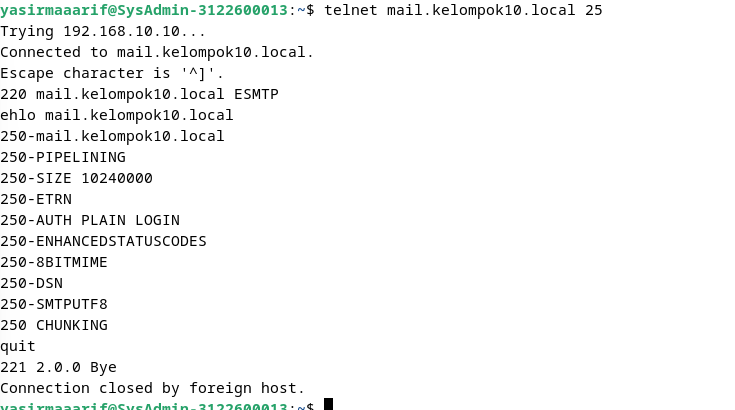 yasirmaaarif@SysAdmin-3122600013:~$ telnet mail.kelompok10.local 25
Trying 192.168.10.10...
Connected to mail.kelompok10.local.
Escape character is '^]'.
220 mail.kelompok10.local ESMTP
ehlo mail.kelompok10.local
250-mail.kelompok10.local
250-PIPELINING
250-SIZE 10240000
250-ETRN
250-AUTH PLAIN LOGIN
250-ENHANCEDSTATUSCODES
250-8BITMIME
250-DSN
250-SMTPUTF8
250 CHUNKING
quit
221 2.0.0 Bye
Connection closed by foreign host.
yasirmaaarif@SysAdmin-3122600013:~$